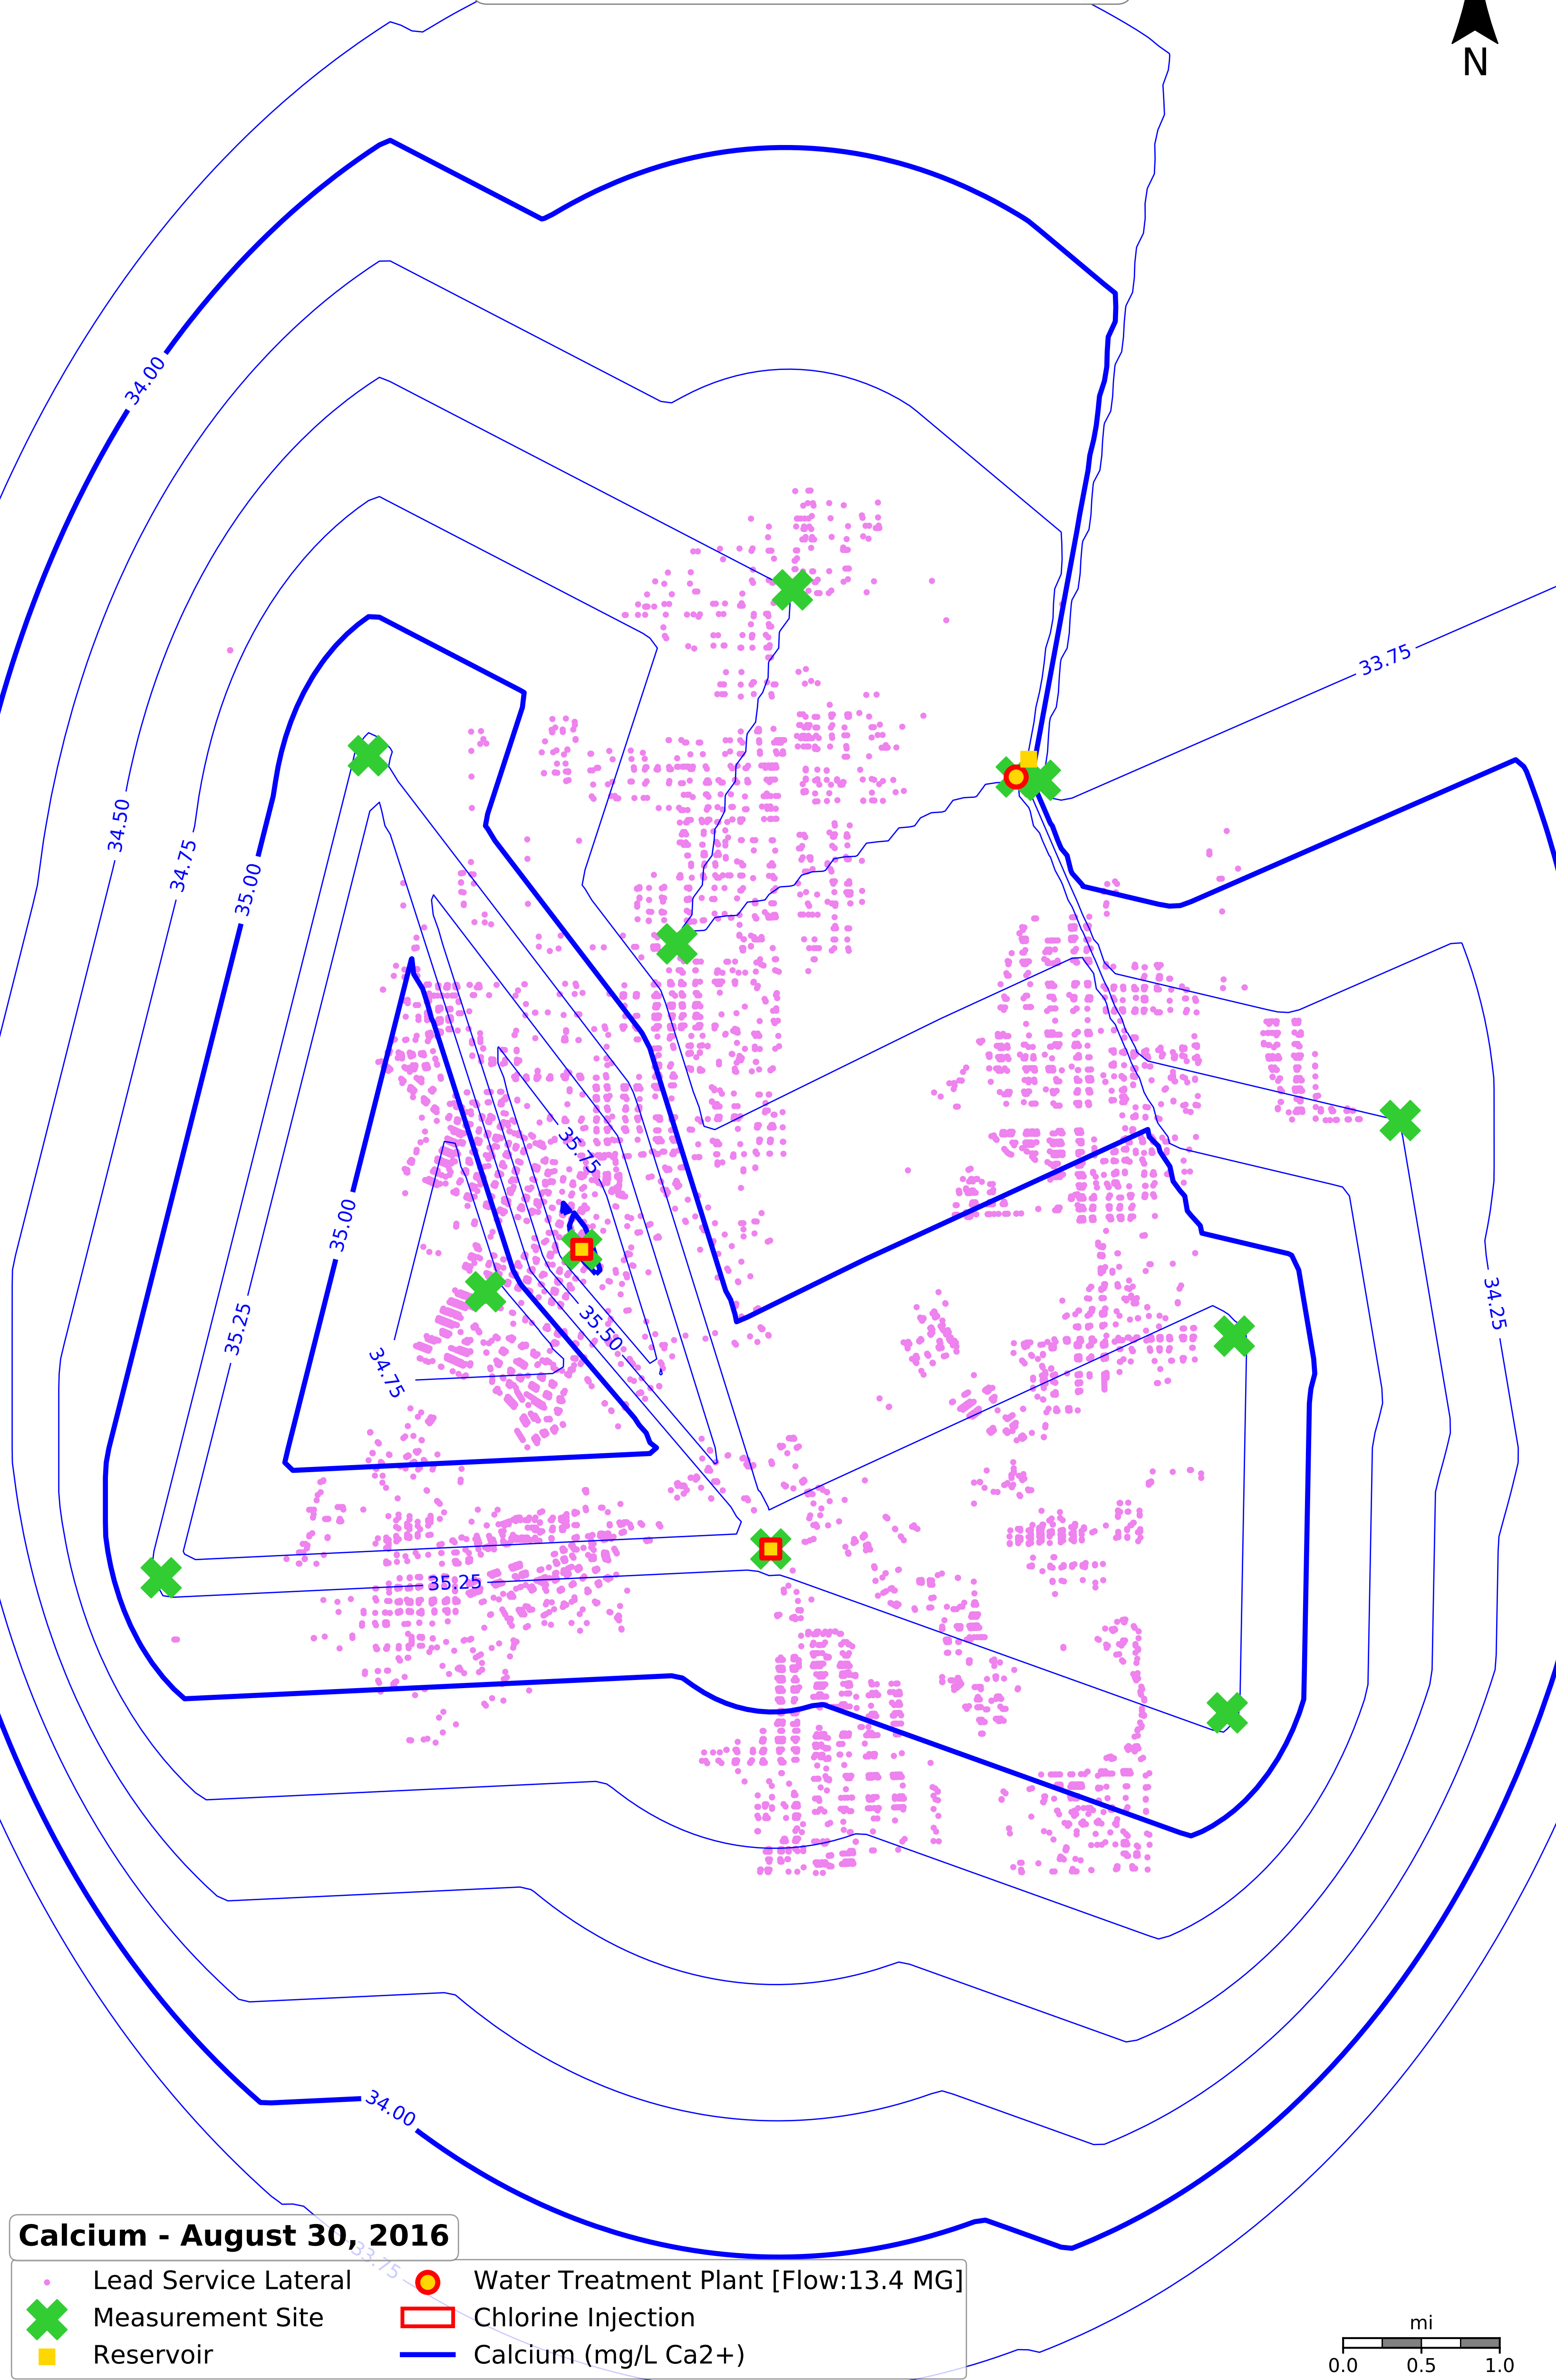 N
34.00
33.75
34.50
34.75
35.00
35.75
35.00
34.25
35.25
35.50
34.75
35.25
34.00
Calcium - August 30, 2016
33.75
Lead Service Lateral
Water Treatment Plant [Flow:13.4 MG]
Measurement Site
Chlorine Injection
Reservoir
Calcium (mg/L Ca2+)
mi
0.0 0.5 1.0